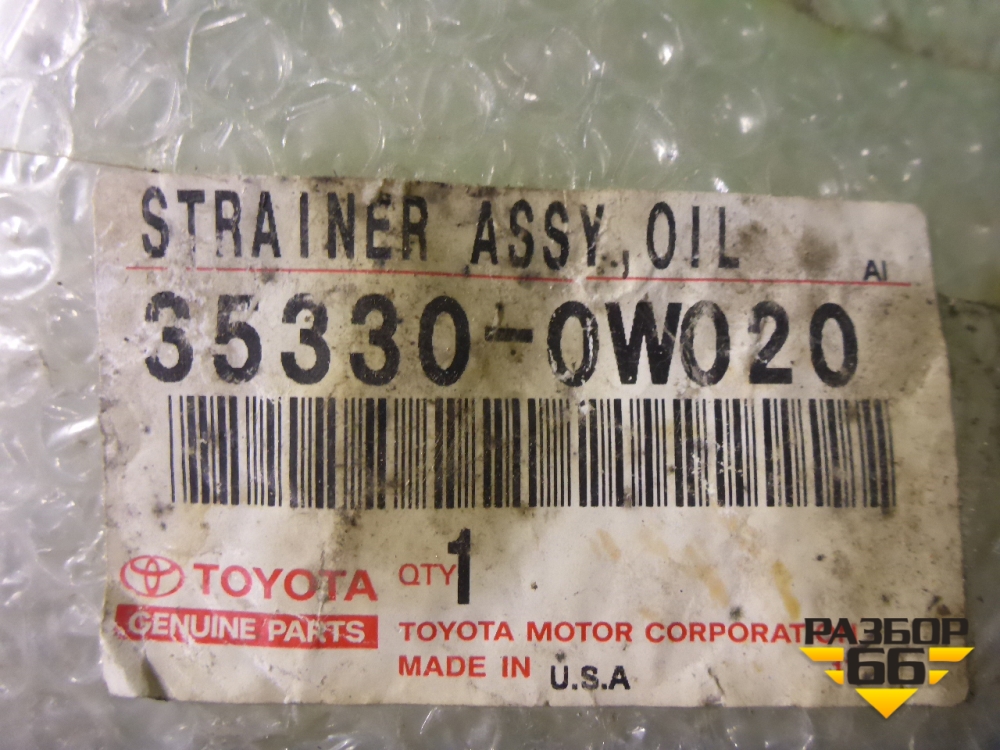 STRAINER ASSY,OIL
AI
35330-0W020
TOYOTA
QTY 1
GENUINE PARTS
TOYOTA MOTOR CORPORAT
MADE IN U.S.A
РАЗБОР
66